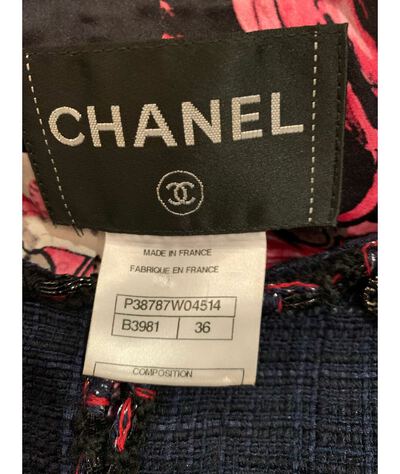 CHANEL
MADE IN FRANCE
FABRIQUE EN FRANCE
P38787W04514
B3981 36
COMPOSITION